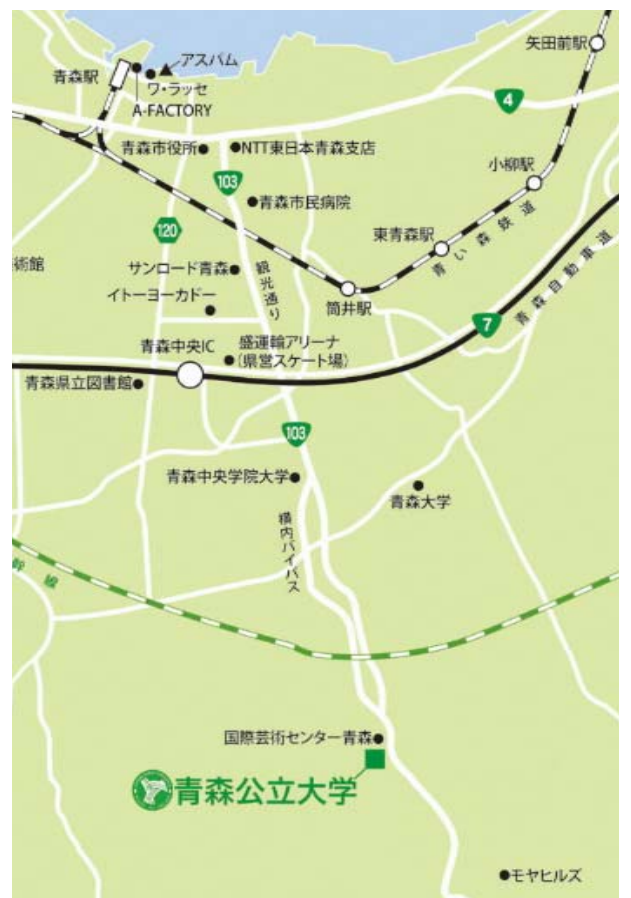 矢田前駅
アスパム
青森駅
ワ・ラッセ
A-FACTORY
4
青森市役所
NTT東日本青森支店
小柳駅
103
青森市民病院
120
東青森駅
青い森鉄道
術館
サンロード青森
観光通り
イトーヨーカドー
筒井駅
青森自動車道
7
青森中央IC
盛運輸アリーナ
(県営スケート場)
青森県立図書館
103
青森中央学院大学
青森大学
横内バイパス
幹線
国際芸術センター青森
青森公立大学
モヤヒルズ